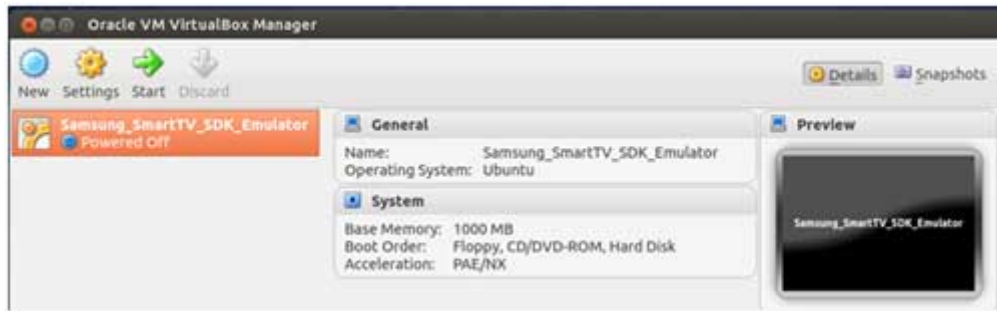 Oracle VM VirtualBox Manager
New Settings Start Discard
Details Snapshots
Samsung_SmartTV_SDK_Emulator
Powered Off
General
Name: Samsung_SmartTV_SDK_Emulator
Operating System: Ubuntu
System
Base Memory: 1000 MB
Boot Order: Floppy, CD/DVD-ROM, Hard Disk
Acceleration: PAE/NX
Preview
Samsung_SmartTV_SDK_Emulator